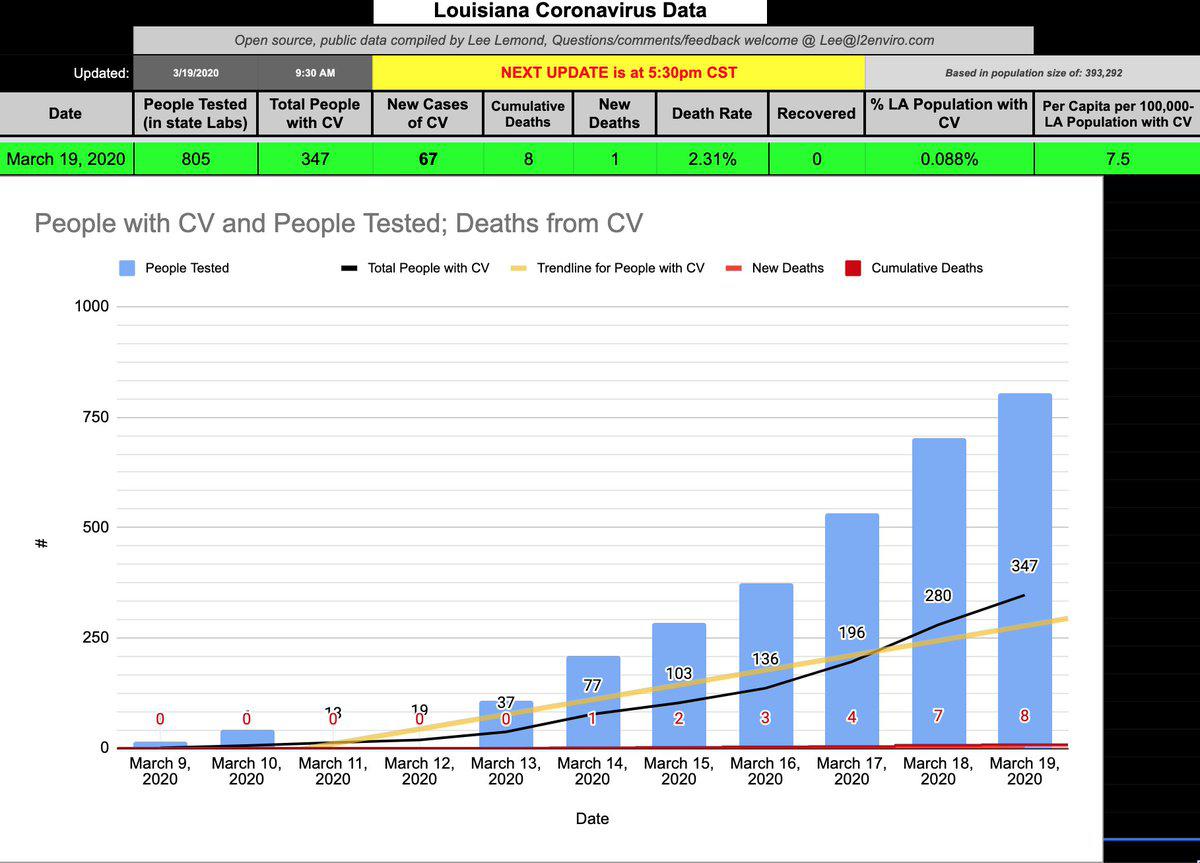 Louisiana Coronavirus Data
Open source, public data compiled by Lee Lemond, Questions/comments/feedback welcome @ Lee@l2enviro.com
Updated: 3/19/2020 9:30 AM NEXT UPDATE is at 5:30pm CST Based in population size of: 393,292
Date People Tested (in state Labs) Total People with CV New Cases of CV Cumulative Deaths New Deaths Death Rate Recovered % LA Population with CV Per Capita per 100,000- LA Population with CV
March 19, 2020 805 347 67 8 1 2.31% 0 0.088% 7.5
People with CV and People Tested; Deaths from CV
People Tested Total People with CV Trendline for People with CV New Deaths Cumulative Deaths
1000
750
500
250
0
#
13 19 37 77 103 136 196 280 347
0 0 0 0 0 1 2 3 4 7 8
March 9, 2020 March 10, 2020 March 11, 2020 March 12, 2020 March 13, 2020 March 14, 2020 March 15, 2020 March 16, 2020 March 17, 2020 March 18, 2020 March 19, 2020
Date